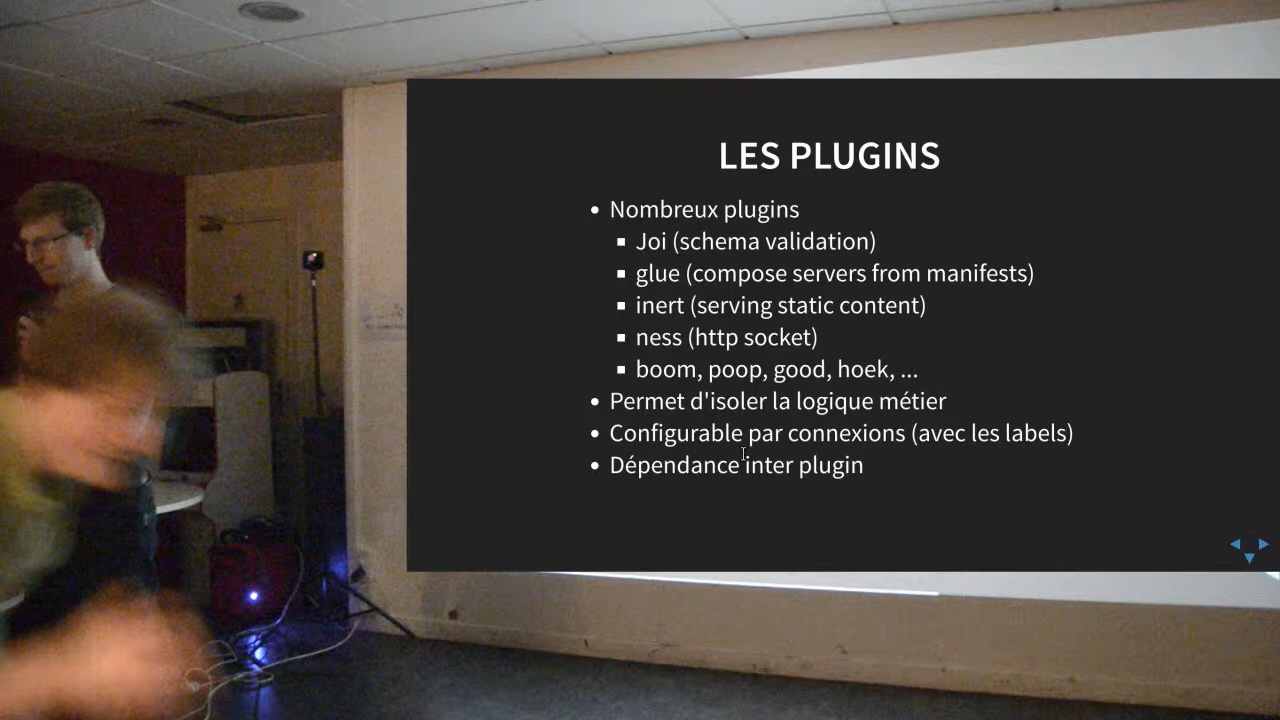 LES PLUGINS
• Nombreux plugins
▪ Joi (schema validation)
▪ glue (compose servers from manifests)
▪ inert (serving static content)
▪ ness (http socket)
▪ boom, poop, good, hoek, ...
• Permet d'isoler la logique métier
• Configurable par connexions (avec les labels)
• Dépendance inter plugin